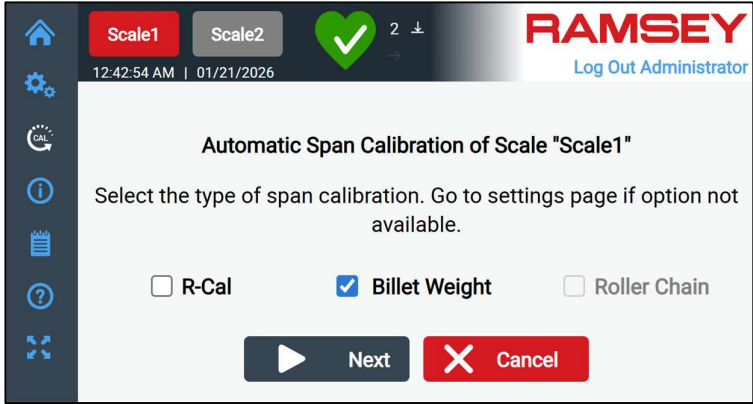 Scale1
Scale2
2
RAMSEY
12:42:54 AM | 01/21/2026
Log Out Administrator
CAL
Automatic Span Calibration of Scale "Scale1"
Select the type of span calibration. Go to settings page if option not
available.
R-Cal
Billet Weight
Roller Chain
Next
Cancel